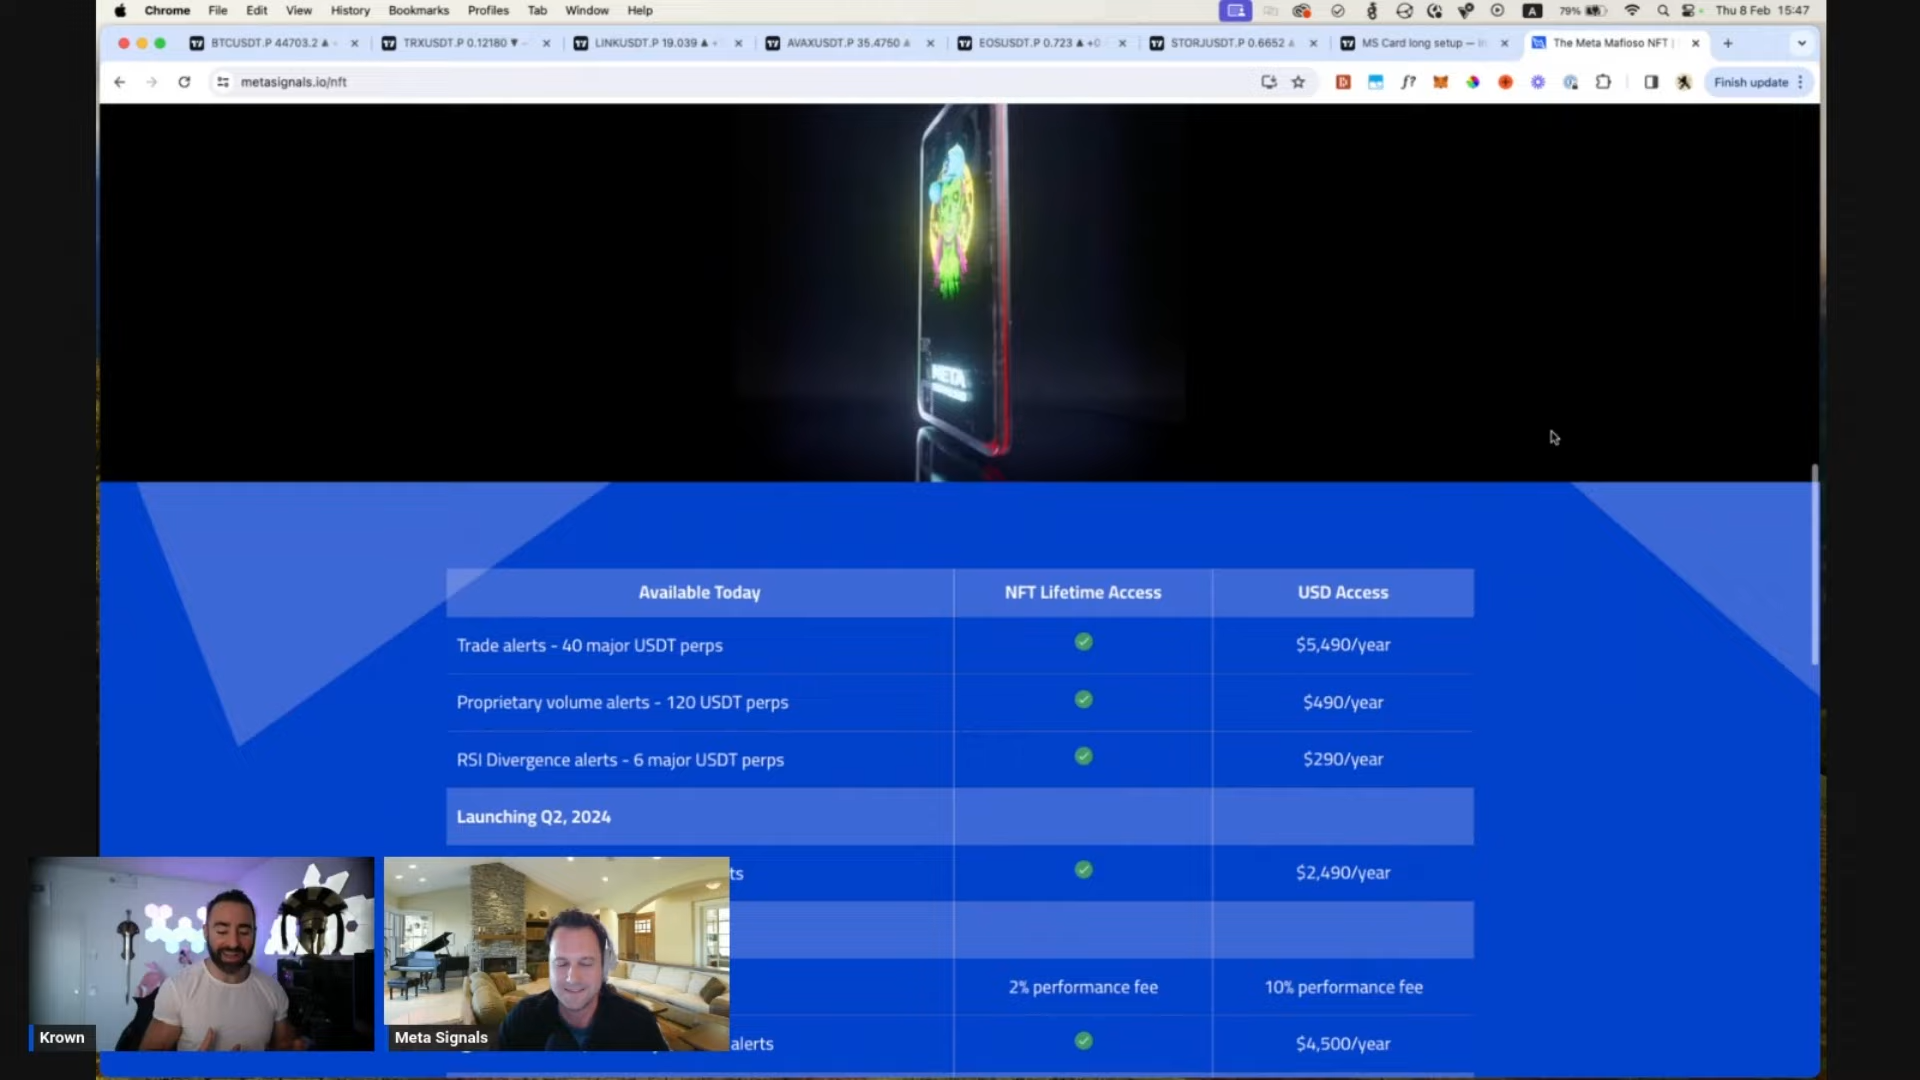 Chrome File Edit View History Bookmarks Profiles Tab Window Help 79% Thu 8 Feb 15:47
BTCUSDT.P 44703.2 ▲ TRXUSDT.P 0.12180 ▼ LINKUSDT.P 19.039 ▲ AVAXUSDT.P 35.4750 ▲ EOSUSDT.P 0.723 ▲ +0 STORJUSDT.P 0.6652 MS Card long setup — The Meta Mafioso NFT |
metasignals.io/nft Finish update
META
Available Today NFT Lifetime Access USD Access
Trade alerts - 40 major USDT perps $5,490/year
Proprietary volume alerts - 120 USDT perps $490/year
RSI Divergence alerts - 6 major USDT perps $290/year
Launching Q2, 2024
ts $2,490/year
2% performance fee 10% performance fee
alerts $4,500/year
Krown
Meta Signals